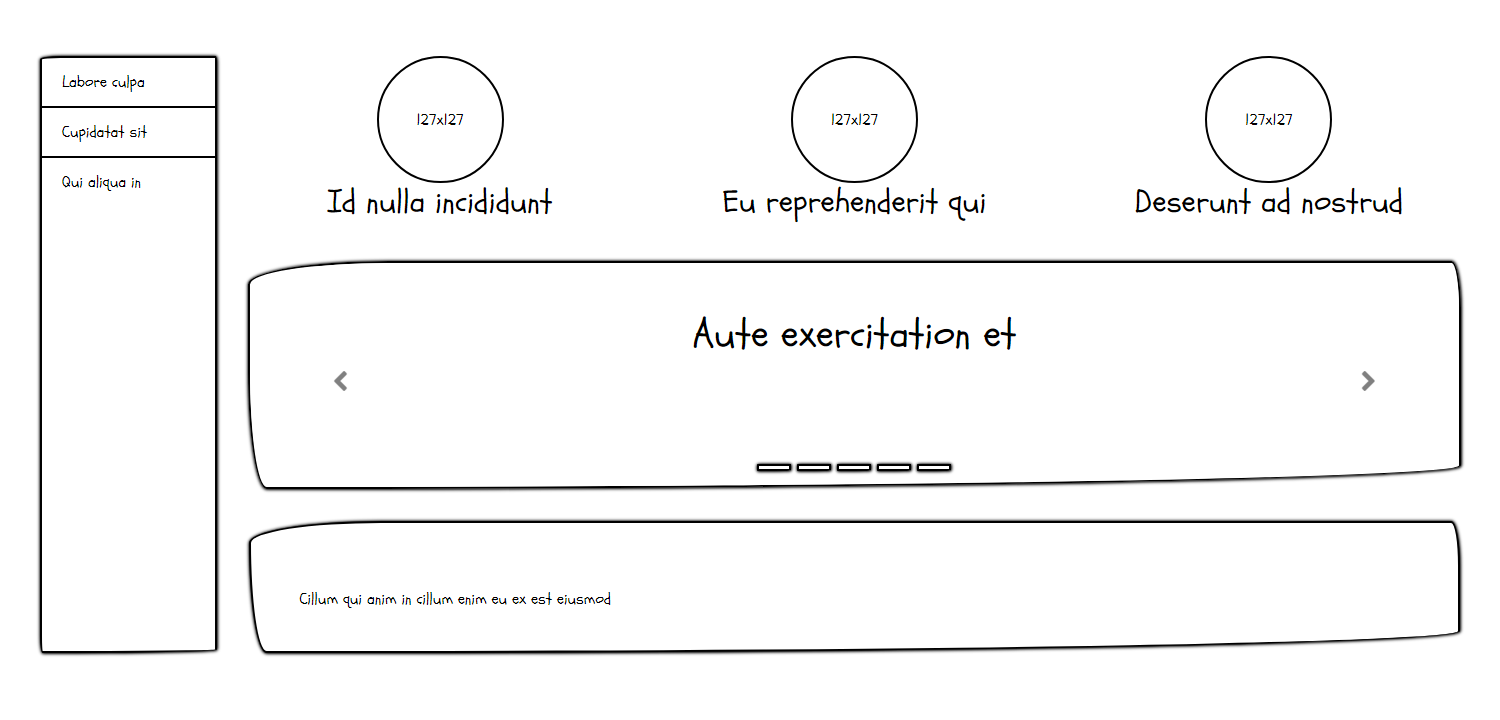 Labore culpa
Cupidatat sit
Qui aliqua in
127x127
Id nulla incididunt
127x127
Eu reprehenderit qui
127x127
Deserunt ad nostrud
Aute exercitation et
Cillum qui anim in cillum enim eu ex est eiusmod